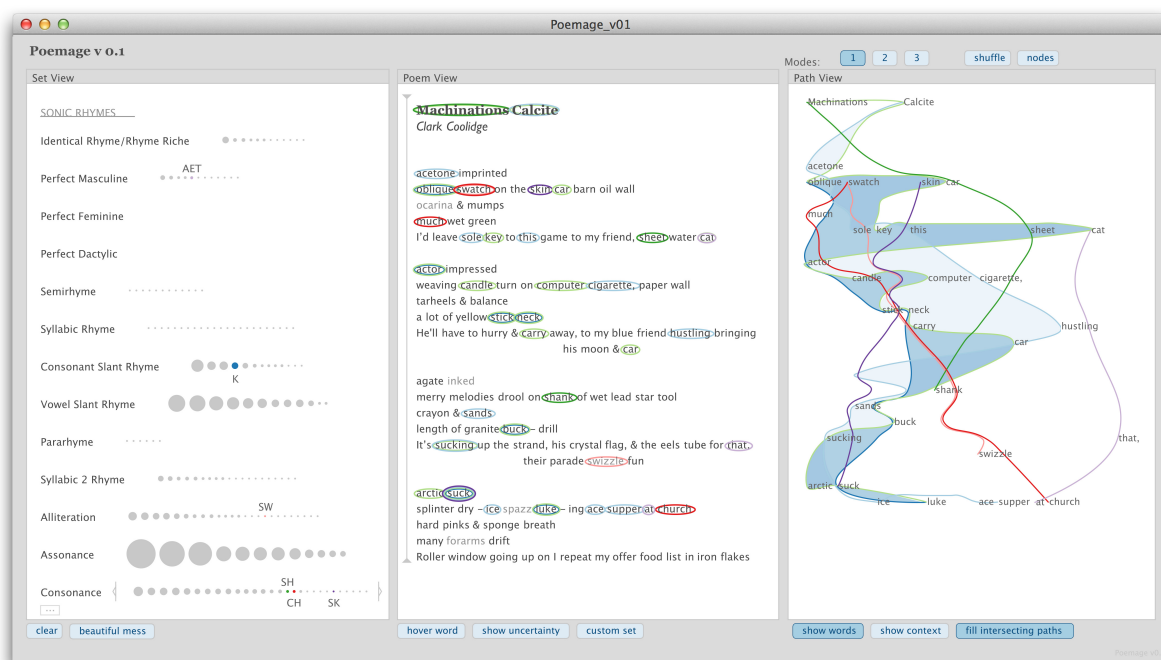 Poemage_v01
Poemage v 0.1
Modes: 1 2 3 shuffle nodes
Set View
SONIC RHYMES
Identical Rhyme/Rhyme Riche
AET
Perfect Masculine
Perfect Feminine
Perfect Dactylic
Semirhyme
Syllabic Rhyme
Consonant Slant Rhyme
K
Vowel Slant Rhyme
Pararhyme
Syllabic 2 Rhyme
SW
Alliteration
Assonance
SH
Consonance
CH SK
...
clear beautiful mess
Poem View
Machinations Calcite
Clark Coolidge
acetone imprinted
oblique swatch on the skin car barn oil wall
ocarina & mumps
much wet green
I'd leave sole key to this game to my friend, sheet water cat
actor impressed
weaving candle turn on computer cigarette, paper wall
tarheels & balance
a lot of yellow stick neck
He'll have to hurry & carry away, to my blue friend hustling bringing
his moon & car
agate inked
merry melodies drool on shank of wet lead star tool
crayon & sands
length of granite buck – drill
It's sucking up the strand, his crystal flag, & the eels tube for that,
their parade swizzle fun
arctic suck
splinter dry – ice spazz luke – ing ace supper at church
hard pinks & sponge breath
many forarms drift
Roller window going up on I repeat my offer food list in iron flakes
hover word show uncertainty custom set
Path View
Machinations Calcite
acetone
oblique swatch skin car
much
sole key this sheet cat
actor
candle computer cigarette,
stick neck
carry hustling
car
shank
sands
buck
sucking that,
swizzle
arctic suck
ice luke ace supper at church
show words show context fill intersecting paths